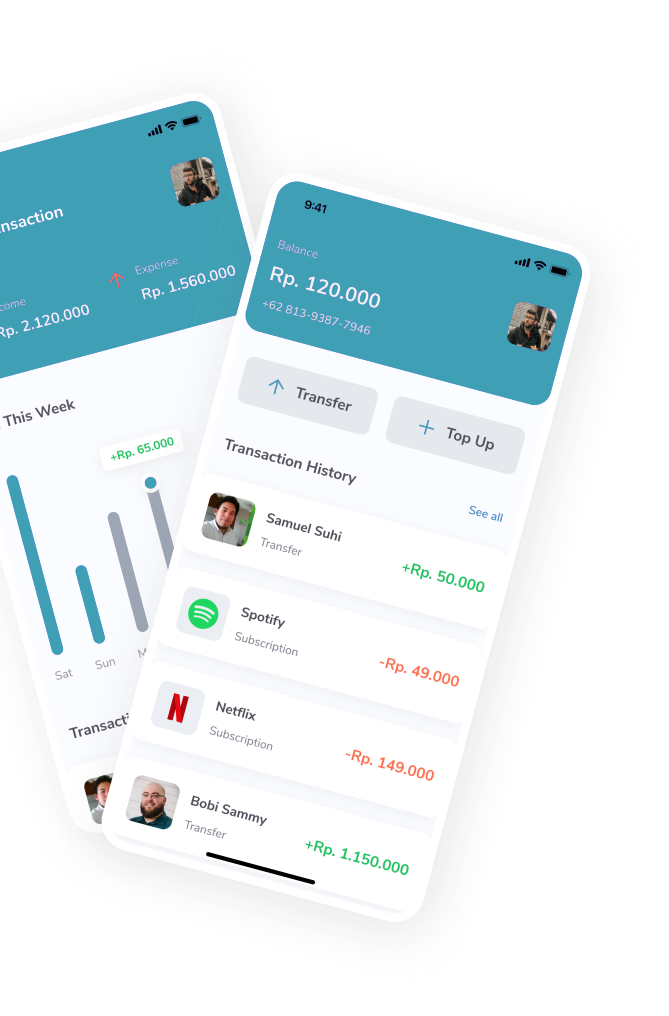 nsaction
come
Rp. 2.120.000
Expense
Rp. 1.560.000
This Week
+Rp. 65.000
Sat
Sun
M
Transacti
9:41
Balance
Rp. 120.000
+62 813-9387-7946
Transfer
Top Up
Transaction History
See all
Samuel Suhi
Transfer
+Rp. 50.000
Spotify
Subscription
-Rp. 49.000
Netflix
Subscription
-Rp. 149.000
Bobi Sammy
Transfer
+Rp. 1.150.000